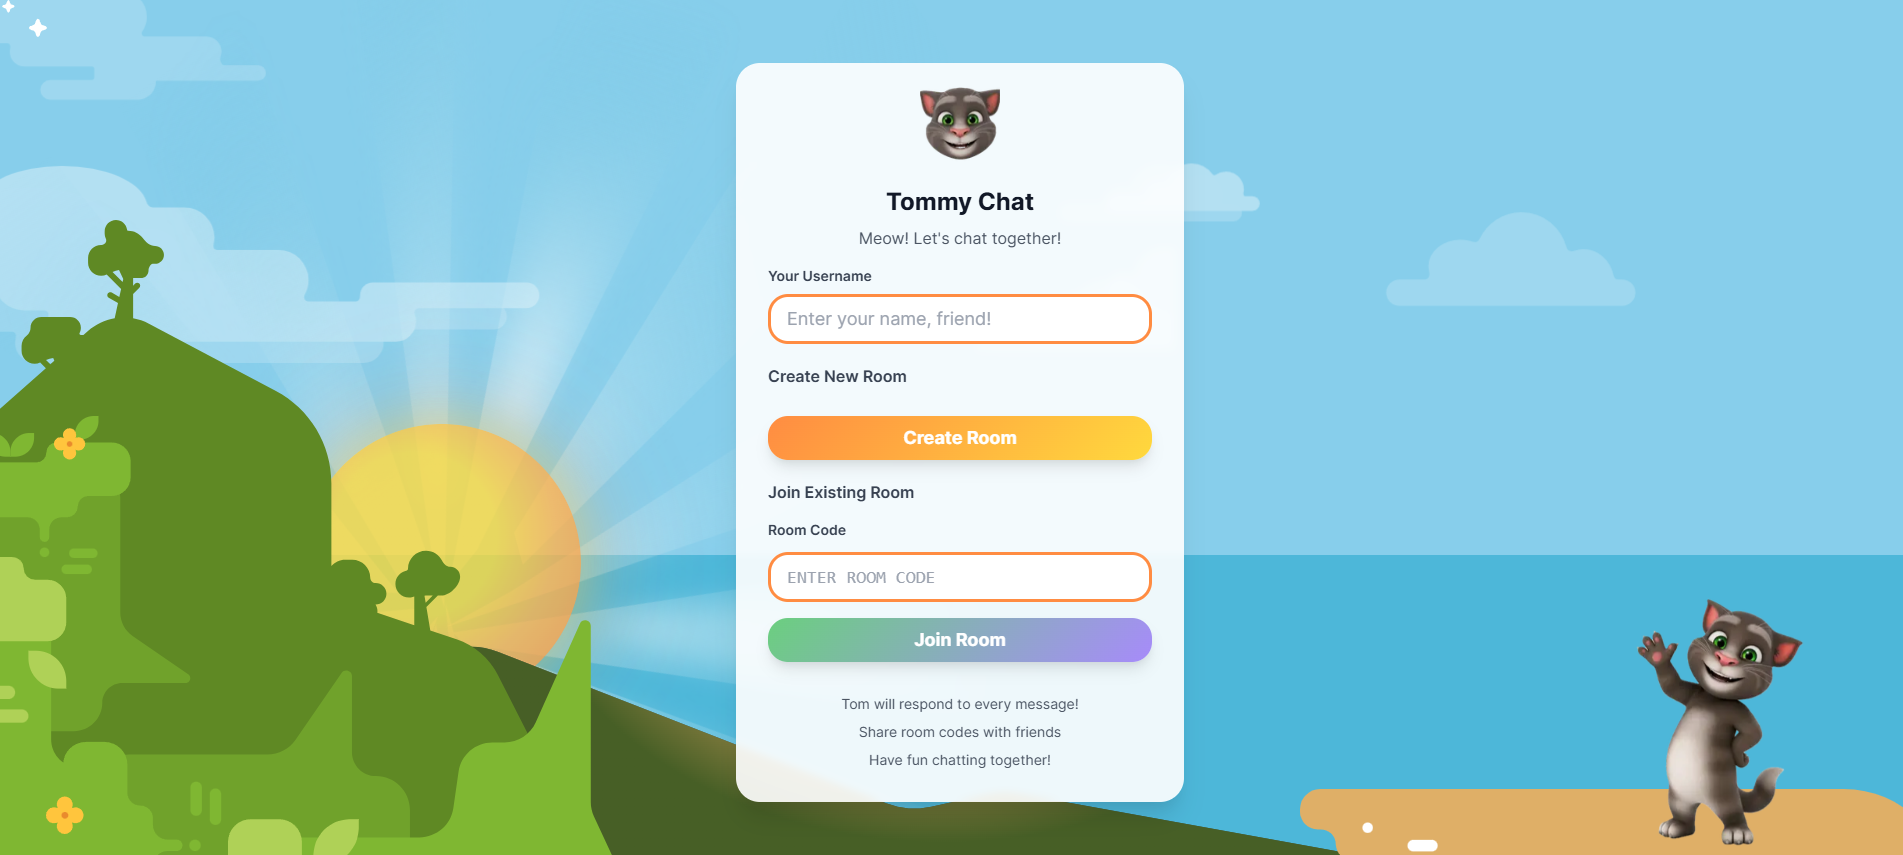 Tommy Chat
Meow! Let's chat together!
Your Username
Enter your name, friend!
Create New Room
Create Room
Join Existing Room
Room Code
ENTER ROOM CODE
Join Room
Tom will respond to every message!
Share room codes with friends
Have fun chatting together!